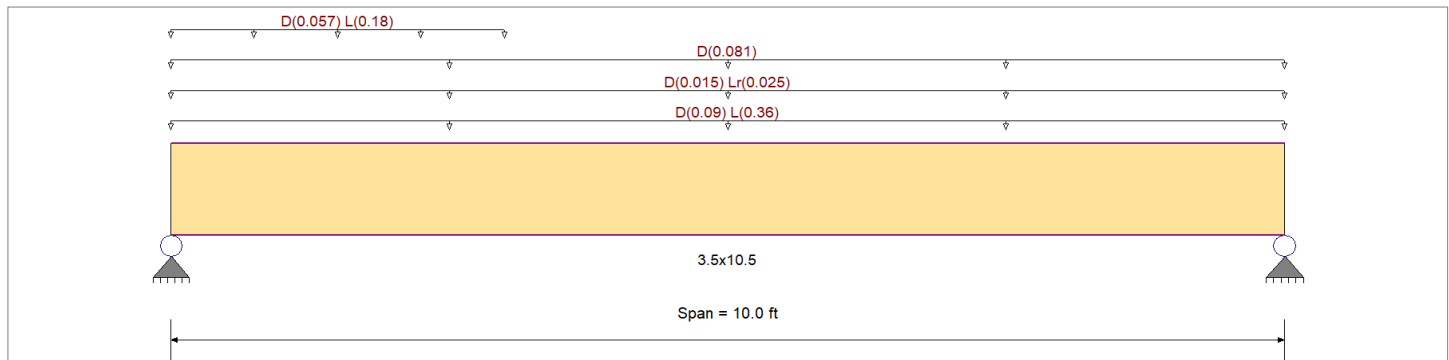 D(0.057) L(0.18)
D(0.081)
D(0.015) Lr(0.025)
D(0.09) L(0.36)
3.5x10.5
Span = 10.0 ft